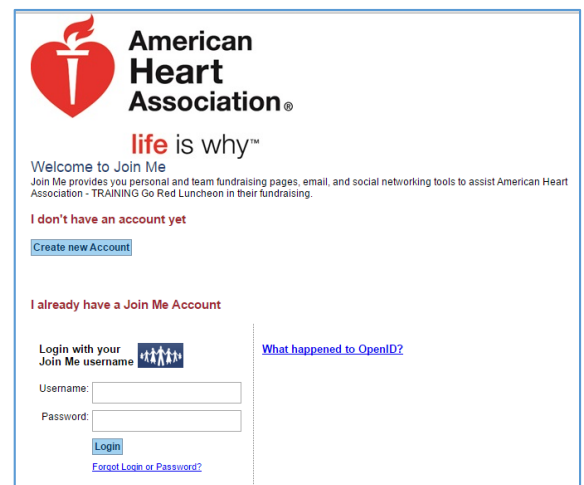 American
Heart
Association®
life is why™
Welcome to Join Me
Join Me provides you personal and team fundraising pages, email, and social networking tools to assist American Heart
Association - TRAINING Go Red Luncheon in their fundraising.
I don't have an account yet
Create new Account
I already have a Join Me Account
Login with your
Join Me username
What happened to OpenID?
Username:
Password:
Login
Forgot Login or Password?